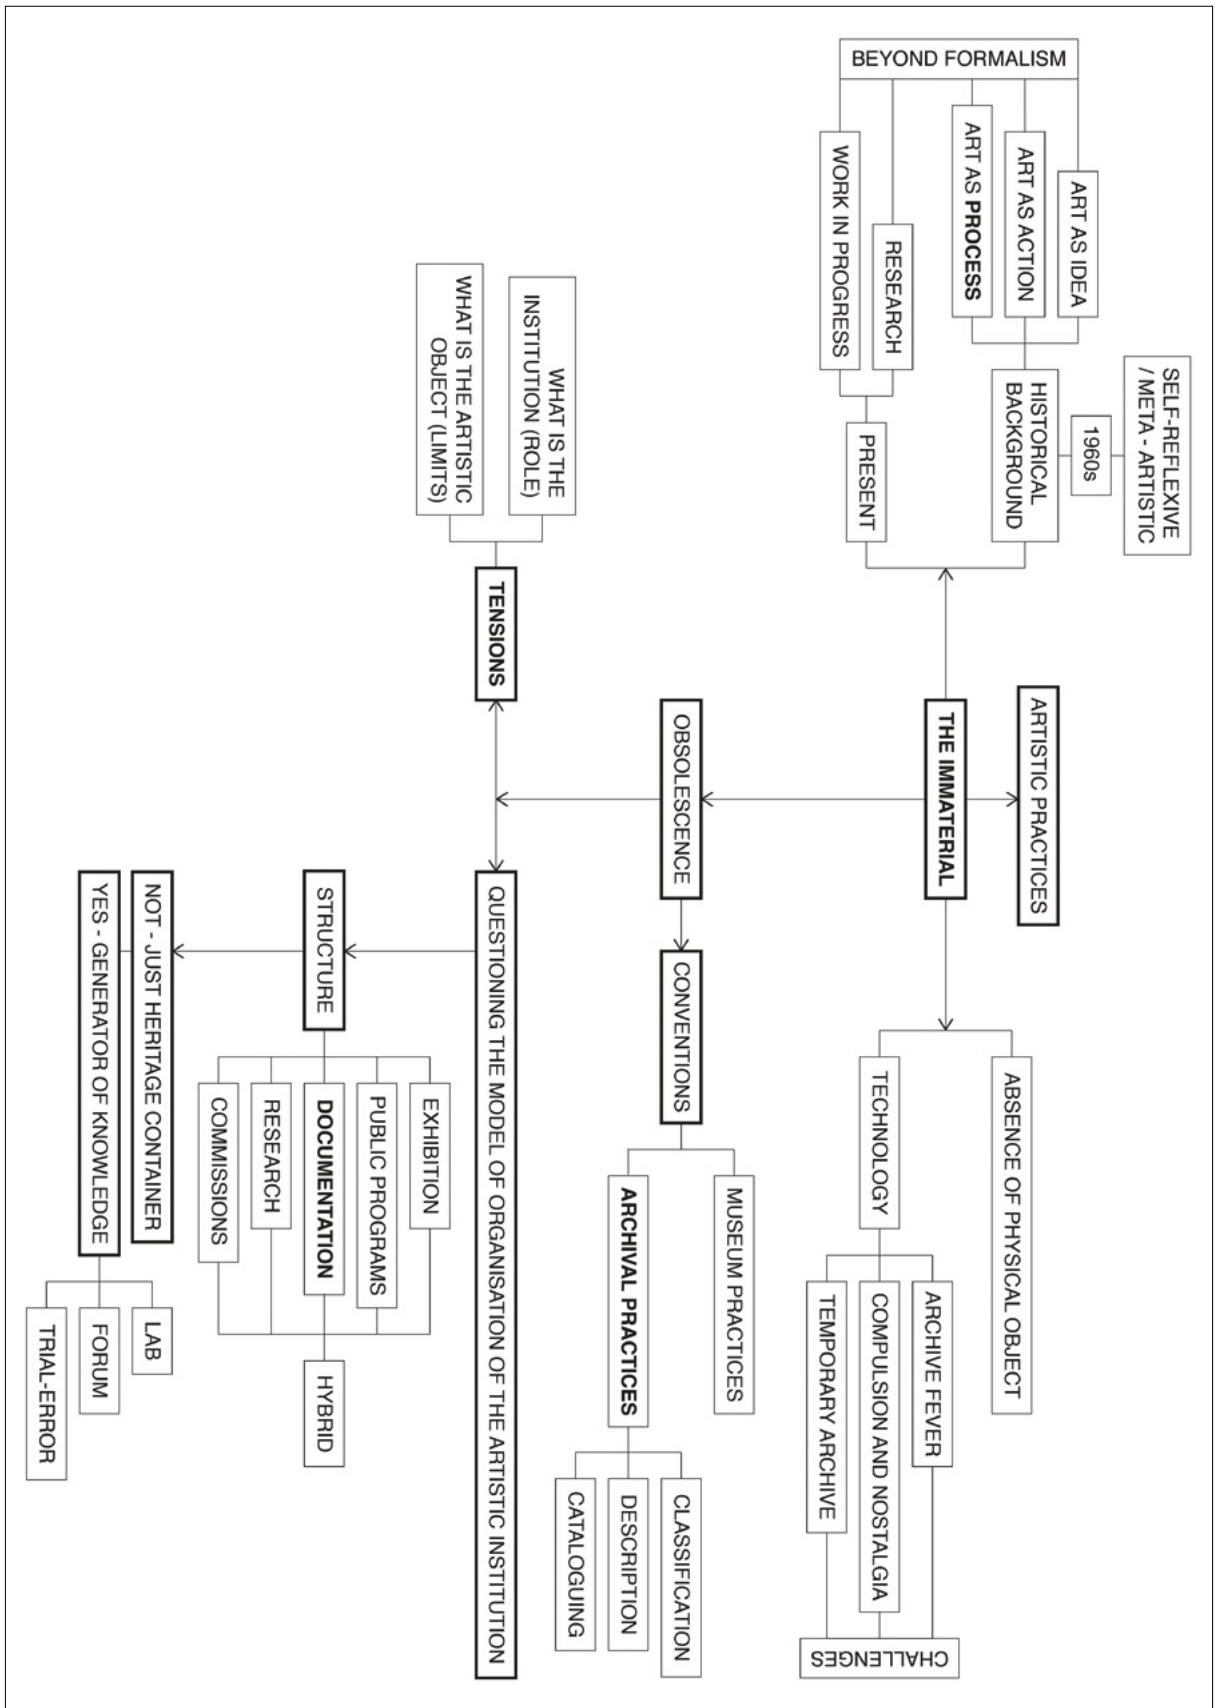 SELF-REFLEXIVE
/ META - ARTISTIC
1960s
HISTORICAL
BACKGROUND
ART AS IDEA
ART AS ACTION
ART AS PROCESS
RESEARCH
WORK IN PROGRESS
BEYOND FORMALISM
PRESENT
ARTISTIC PRACTICES
THE IMMATERIAL
ABSENCE OF PHYSICAL OBJECT
TECHNOLOGY
ARCHIVE FEVER
COMPULSION AND NOSTALGIA
TEMPORARY ARCHIVE
CHALLENGES
OBSOLESCENCE
CONVENTIONS
MUSEUM PRACTICES
ARCHIVAL PRACTICES
CLASSIFICATION
DESCRIPTION
CATALOGUING
WHAT IS THE
INSTITUTION (ROLE)
WHAT IS THE ARTISTIC
OBJECT (LIMITS)
TENSIONS
QUESTIONING THE MODEL OF ORGANISATION OF THE ARTISTIC INSTITUTION
STRUCTURE
EXHIBITION
PUBLIC PROGRAMS
DOCUMENTATION
RESEARCH
COMMISSIONS
HYBRID
NOT - JUST HERITAGE CONTAINER
YES - GENERATOR OF KNOWLEDGE
LAB
FORUM
TRIAL-ERROR